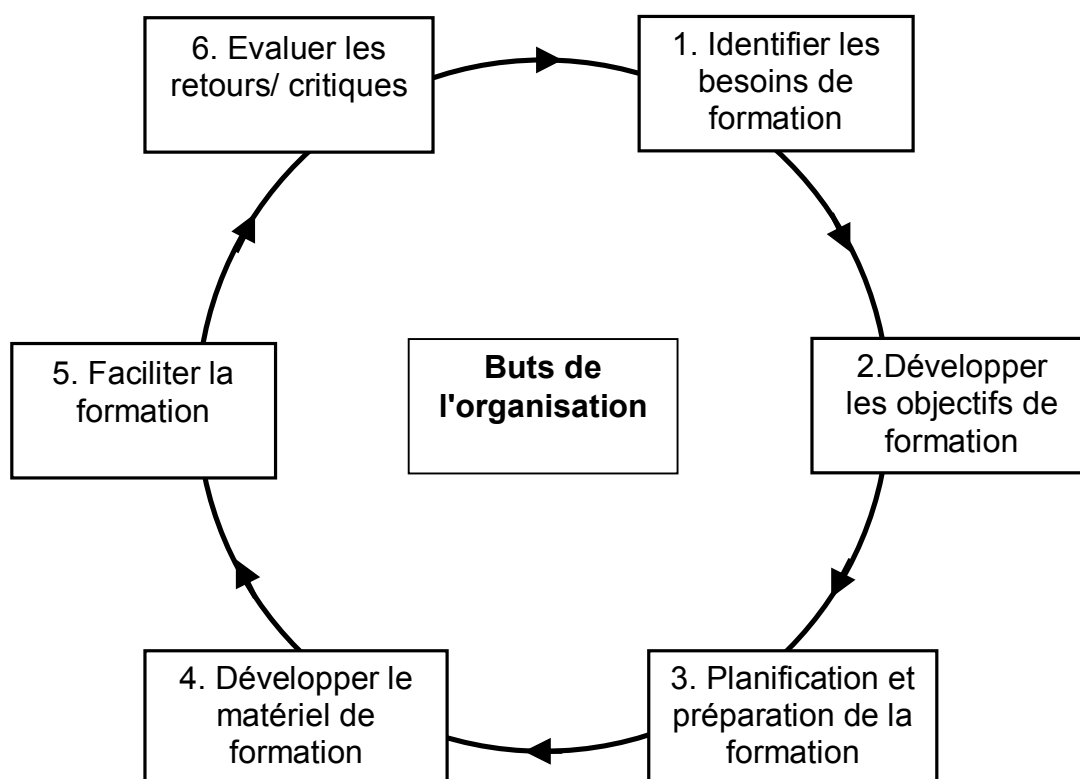 1. Identifier les
besoins de
formation
2.Développer
les objectifs de
formation
3. Planification et
préparation de la
formation
4. Développer le
matériel de
formation
5. Faciliter la
formation
6. Evaluer les
retours/ critiques
Buts de
l'organisation